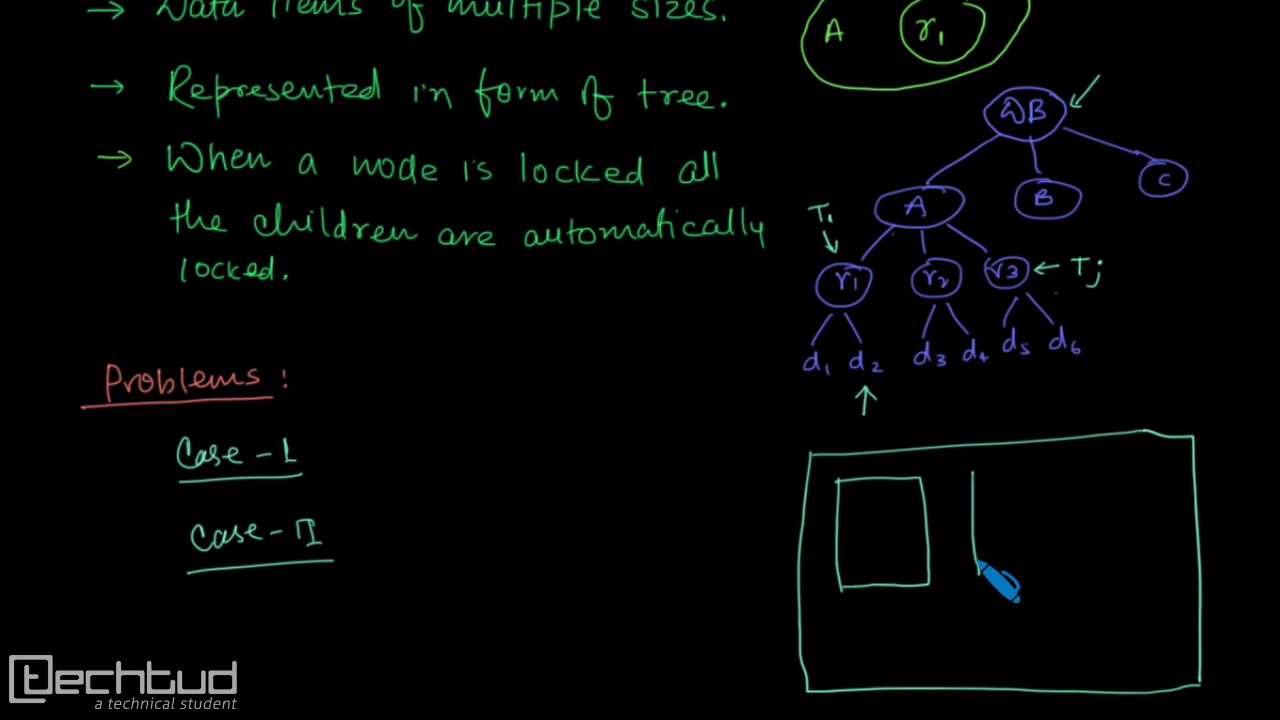 → Data items of multiple sizes.
→ Represented in form of tree.
→ When a node is locked all
the children are automatically
locked.
Problems:
Case - I
Case - II
A r1
DB
A B C
T1
r1 r2 r3 ← Tj
d1 d2 d3 d4 d5 d6
techtud
a technical student